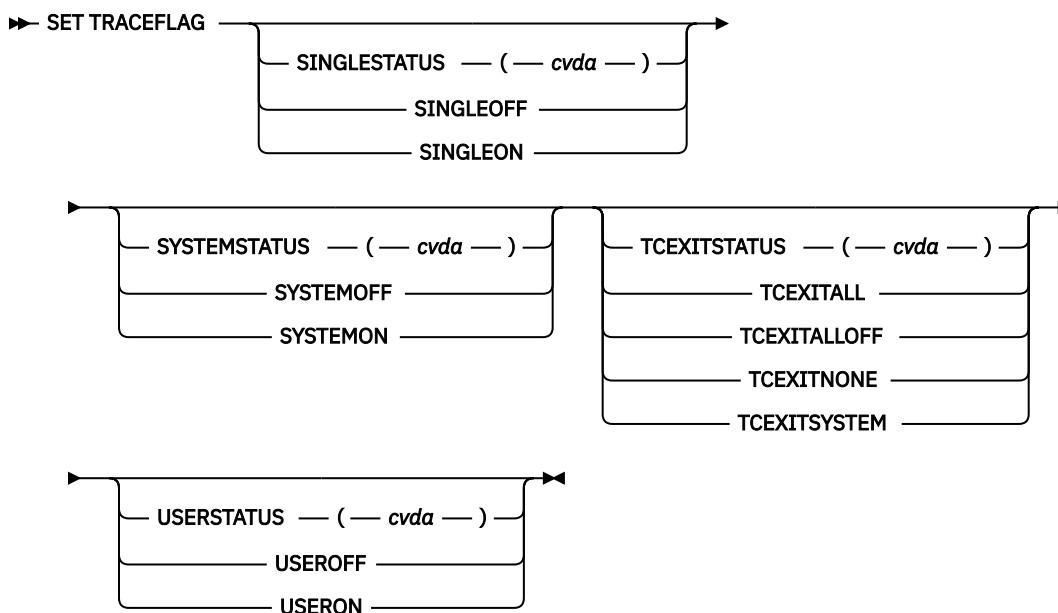 SET TRACEFLAG
SINGLESTATUS ( cvda )
SINGLEOFF
SINGLEON
SYSTEMSTATUS ( cvda )
SYSTEMOFF
SYSTEMON
TCEXITSTATUS ( cvda )
TCEXITALL
TCEXITALLOFF
TCEXITNONE
TCEXITSYSTEM
USERSTATUS ( cvda )
USEROFF
USERON